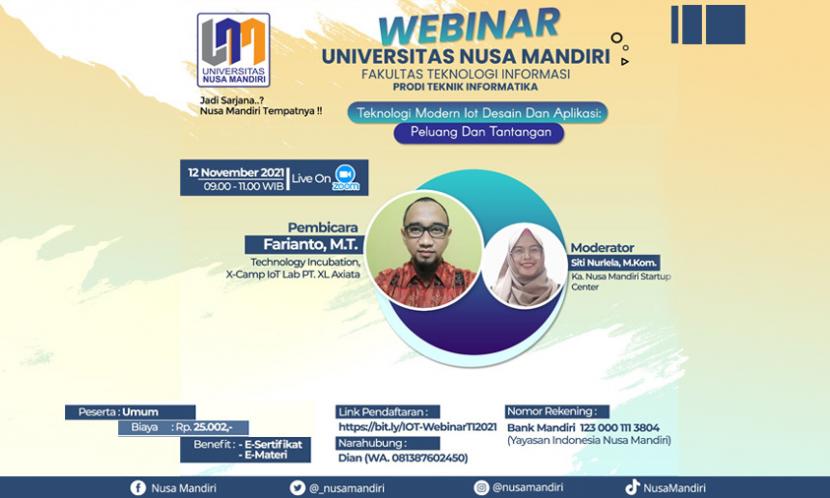 UNIVERSITAS
NUSA MANDIRI
Jadi Sarjana..?
Nusa Mandiri Tempatnya !!
WEBINAR
UNIVERSITAS NUSA MANDIRI
FAKULTAS TEKNOLOGI INFORMASI
PRODI TEKNIK INFORMATIKA
Teknologi Modern Iot Desain Dan Aplikasi:
Peluang Dan Tantangan
12 November 2021
09.00 - 11.00 WIB
Live On
zoom
Pembicara
Farianto, M.T.
Technology Incubation,
X-Camp IoT Lab PT. XL Axiata
Moderator
Siti Nurlela, M.Kom.
Ka. Nusa Mandiri Startup
Center
Peserta : Umum
Biaya : Rp. 25.002,-
Benefit : - E-Sertifikat
- E-Materi
Link Pendaftaran :
https://bit.ly/IOT-WebinarTI2021
Narahubung :
Dian (WA. 081387602450)
Nomor Rekening :
Bank Mandiri 123 000 111 3804
(Yayasan Indonesia Nusa Mandiri)
Nusa Mandiri
@_nusamandiri
@nusamandiri
NusaMandiri